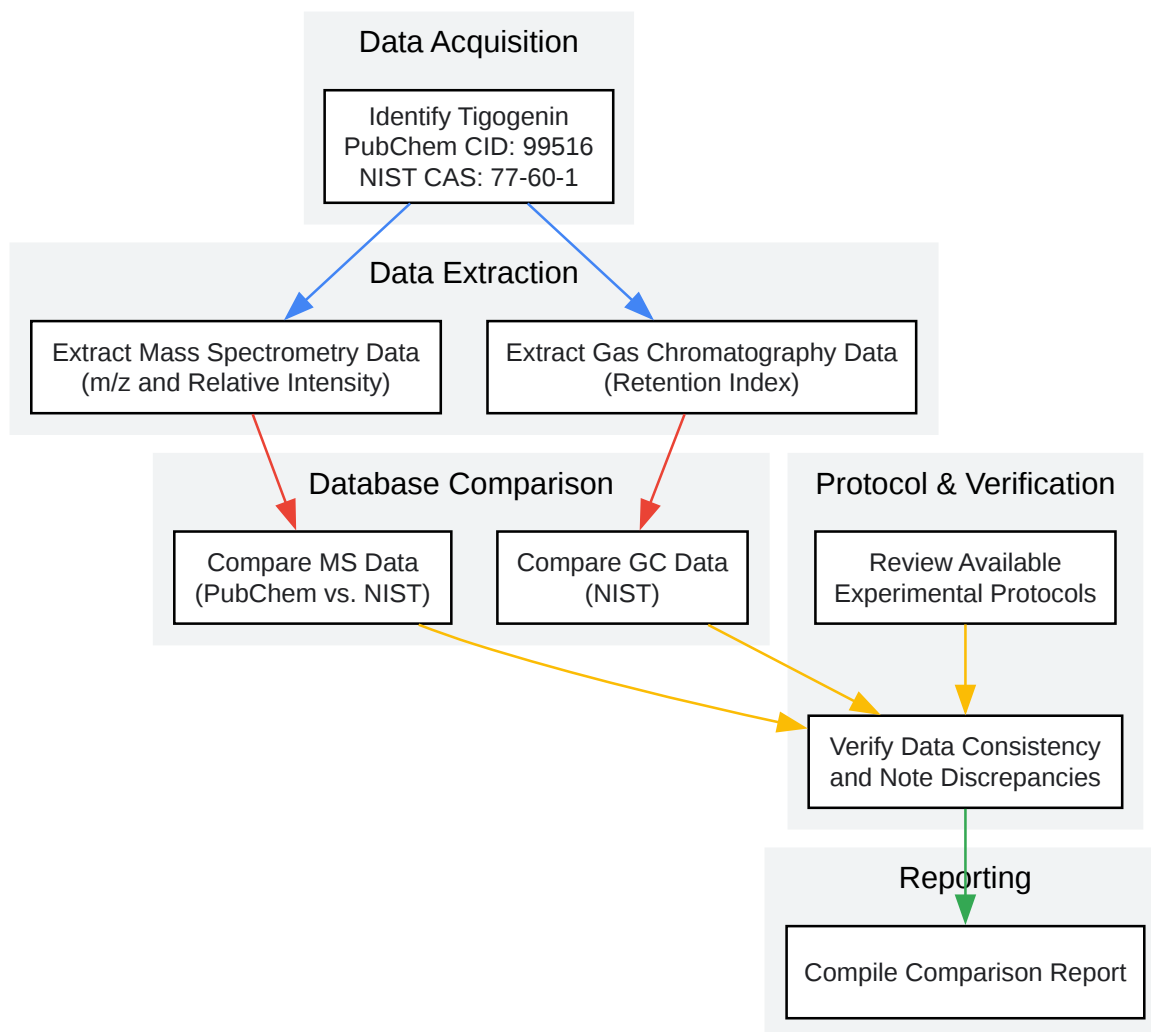 Data Acquisition
Identify Tigogenin
PubChem CID: 99516
NIST CAS: 77-60-1
Data Extraction
Extract Mass Spectrometry Data
(m/z and Relative Intensity)
Extract Gas Chromatography Data
(Retention Index)
Database Comparison
Compare MS Data
(PubChem vs. NIST)
Compare GC Data
(NIST)
Protocol & Verification
Review Available
Experimental Protocols
Verify Data Consistency
and Note Discrepancies
Reporting
Compile Comparison Report